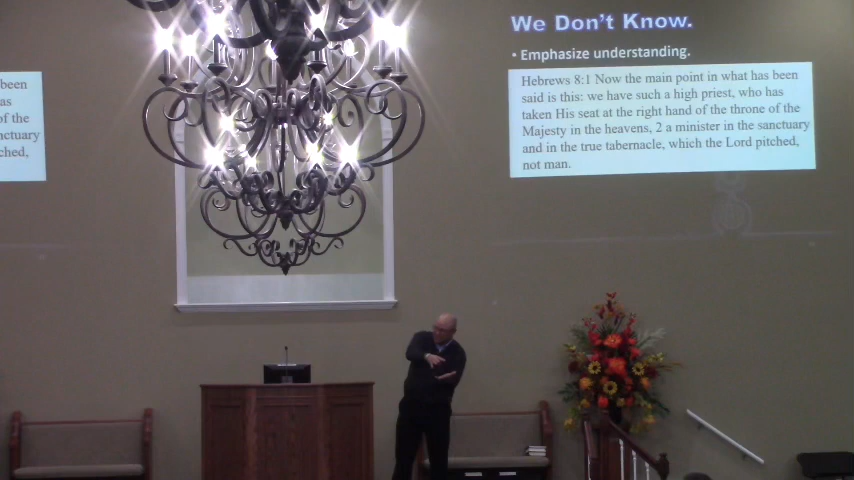 We Don't Know.
• Emphasize understanding.
Hebrews 8:1 Now the main point in what has been
said is this: we have such a high priest, who has
taken His seat at the right hand of the throne of the
Majesty in the heavens, 2 a minister in the sanctuary
and in the true tabernacle, which the Lord pitched,
not man.
been
as
of the
nctuary
ched,